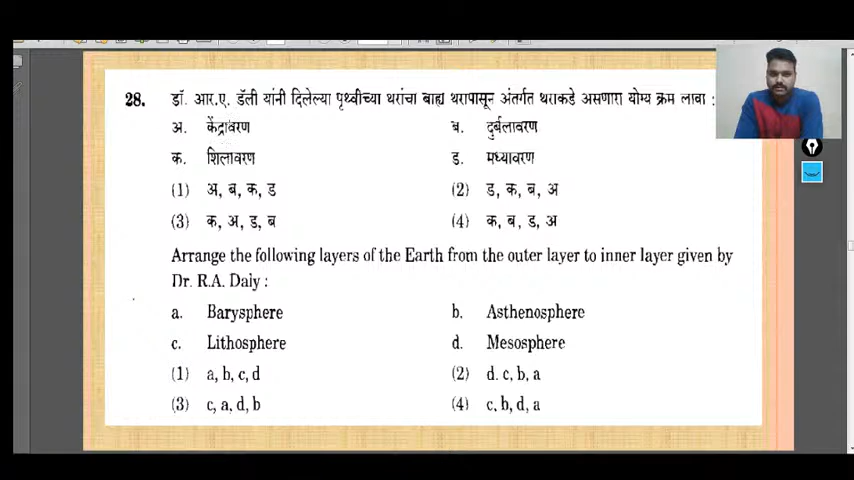 28. डॉ. आर.ए. डॅली यांनी दिलेल्या पृथ्वीच्या थरांचा बाह्य थरापासून अंतर्गत थराकडे असणारा योग्य क्रम लावा :
अ. केंद्रावरण ब. दुर्बलावरण
क. शिलावरण ड. मध्यावरण
(1) अ, ब, क, ड (2) ड, क, ब, अ
(3) क, अ, ड, ब (4) क, ब, ड, अ
Arrange the following layers of the Earth from the outer layer to inner layer given by
Dr. R.A. Daly :
a. Barysphere b. Asthenosphere
c. Lithosphere d. Mesosphere
(1) a, b, c, d (2) d. c, b, a
(3) c, a, d, b (4) c, b, d, a